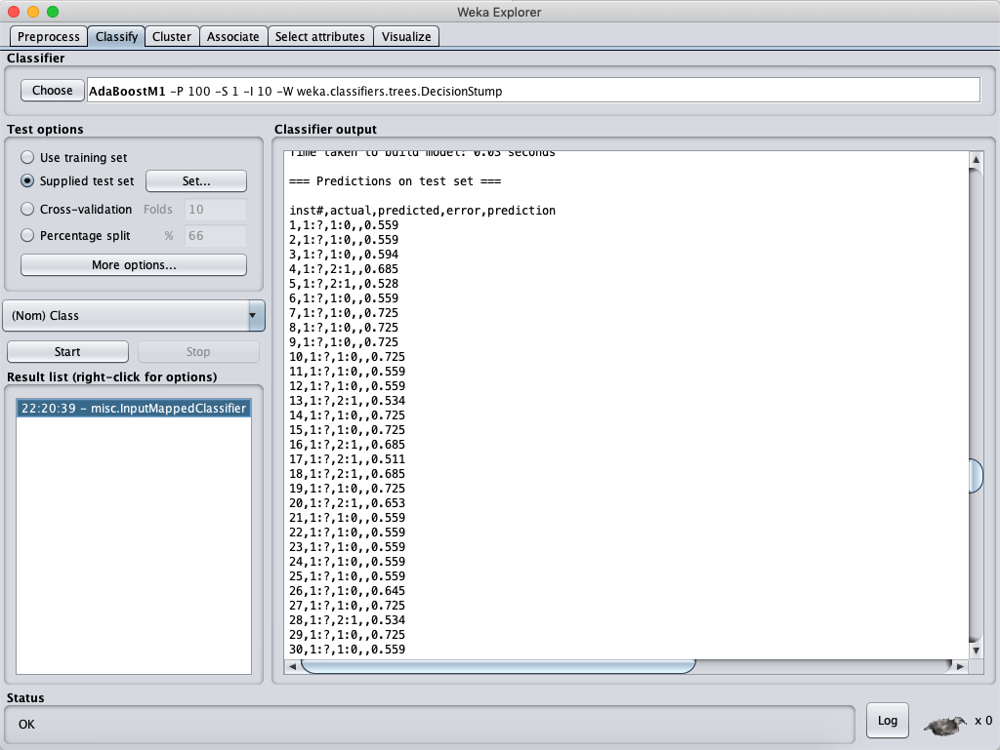 Weka Explorer
Preprocess Classify Cluster Associate Select attributes Visualize
Classifier
Choose AdaBoostM1 -P 100 -S 1 -I 10 -W weka.classifiers.trees.DecisionStump
Test options
Use training set
Supplied test set Set...
Cross-validation Folds 10
Percentage split % 66
More options...
(Nom) Class
Start Stop
Result list (right-click for options)
22:20:39 - misc.InputMappedClassifier
Classifier output
Time taken to build model: 0.03 seconds
=== Predictions on test set ===
inst#,actual,predicted,error,prediction
1,1:?,1:0,,0.559
2,1:?,1:0,,0.559
3,1:?,1:0,,0.594
4,1:?,2:1,,0.685
5,1:?,2:1,,0.528
6,1:?,1:0,,0.559
7,1:?,1:0,,0.725
8,1:?,1:0,,0.725
9,1:?,1:0,,0.725
10,1:?,1:0,,0.725
11,1:?,1:0,,0.559
12,1:?,1:0,,0.559
13,1:?,2:1,,0.534
14,1:?,1:0,,0.725
15,1:?,1:0,,0.725
16,1:?,2:1,,0.685
17,1:?,2:1,,0.511
18,1:?,2:1,,0.685
19,1:?,1:0,,0.725
20,1:?,2:1,,0.653
21,1:?,1:0,,0.559
22,1:?,1:0,,0.559
23,1:?,1:0,,0.559
24,1:?,1:0,,0.559
25,1:?,1:0,,0.559
26,1:?,1:0,,0.645
27,1:?,1:0,,0.725
28,1:?,2:1,,0.534
29,1:?,1:0,,0.725
30,1:?,1:0,,0.559
Status
OK
Log
x 0